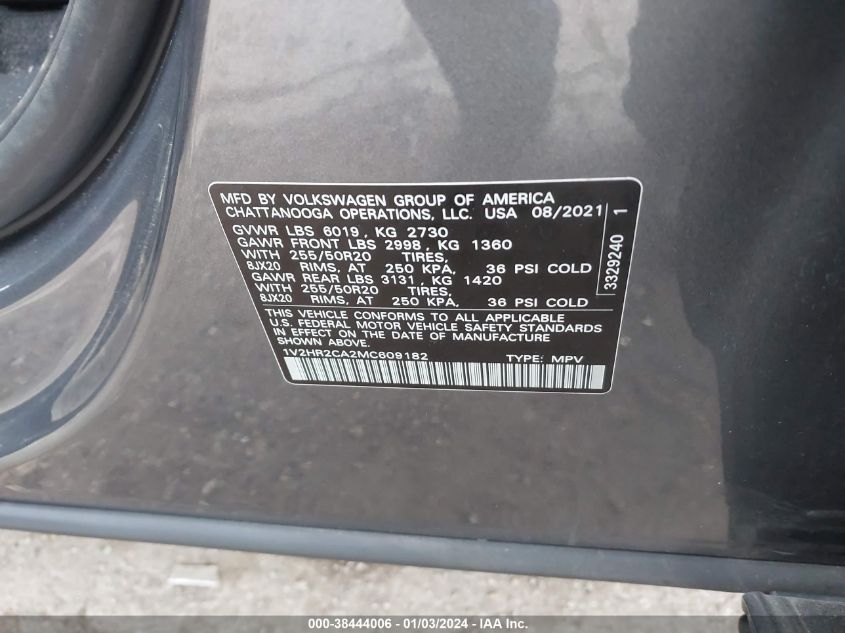 MFD BY VOLKSWAGEN GROUP OF AMERICA
CHATTANOOGA OPERATIONS, LLC. USA 08/2021
GVWR LBS 6019, KG 2730
GAWR FRONT LBS 2998, KG 1360
WITH 255/50R20 TIRES,
8JX20 RIMS, AT 250 KPA, 36 PSI COLD
GAWR REAR LBS 3131, KG 1420
WITH 255/50R20 TIRES,
8JX20 RIMS, AT 250 KPA, 36 PSI COLD
THIS VEHICLE CONFORMS TO ALL APPLICABLE
U.S. FEDERAL MOTOR VEHICLE SAFETY STANDARDS
IN EFFECT ON THE DATE OF MANUFACTURE
SHOWN ABOVE.
1V2HR2CA2MC609182 TYPE: MPV
3329240 1
000-38444006 - 01/03/2024 - IAA Inc.